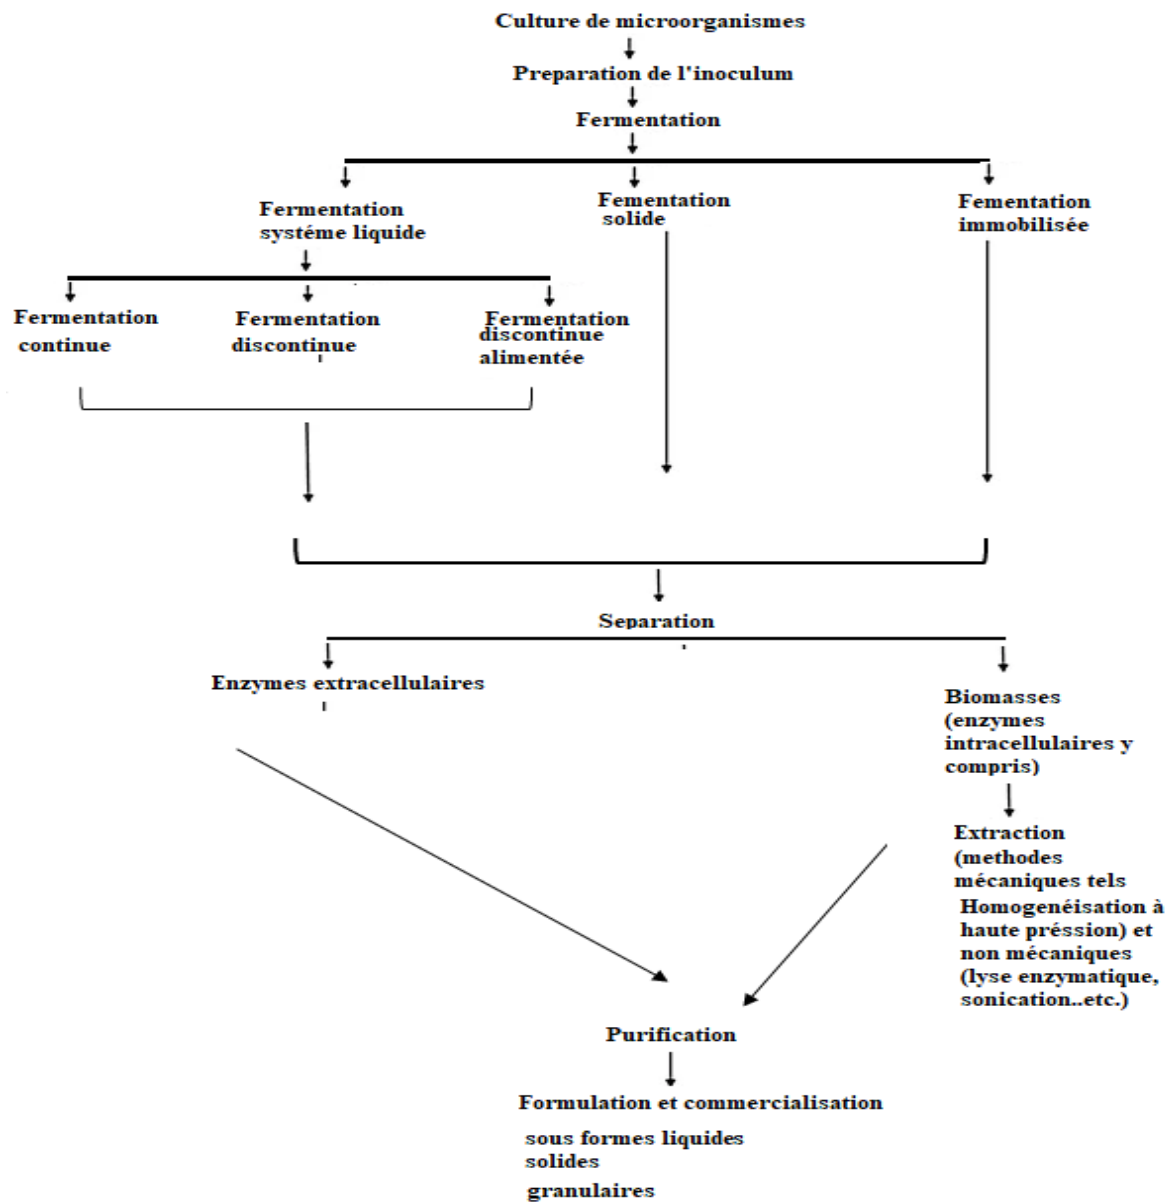 Culture de microorganismes
Preparation de l'inoculum
Fermentation
Fermentation
systéme liquide
Fementation
solide
Fementation
immobilisée
Fermentation
continue
Fermentation
discontinue
Fermentation
discontinue
alimentée
Separation
Enzymes extracellulaires
Biomasses
(enzymes
intracellulaires y
compris)
Extraction
(methodes
mécaniques tels
Homogenéisation à
haute préssion) et
non mécaniques
(lyse enzymatique,
sonication..etc.)
Purification
Formulation et commercialisation
sous formes liquides
solides
granulaires